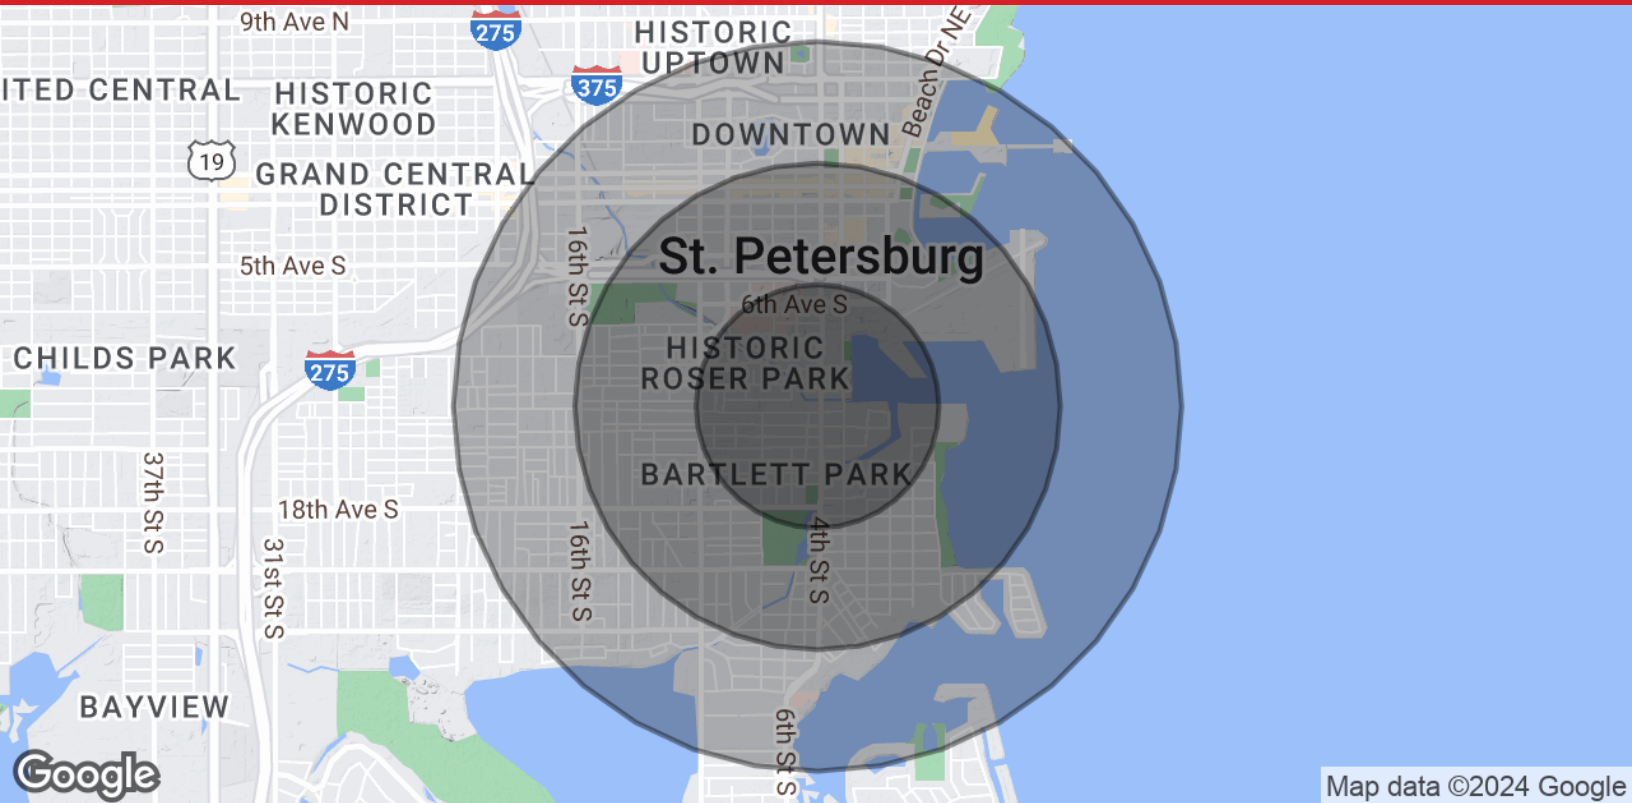 9th Ave N
275
HISTORIC
UPTOWN
Beach Dr NE
375
ITED CENTRAL
HISTORIC
KENWOOD
DOWNTOWN
19
GRAND CENTRAL
DISTRICT
5th Ave S
16th St S
St. Petersburg
6th Ave S
CHILDS PARK
275
HISTORIC
ROSER PARK
BARTLETT PARK
37th St S
18th Ave S
31st St S
16th St S
4th St S
BAYVIEW
6th St S
Google
Map data ©2024 Google